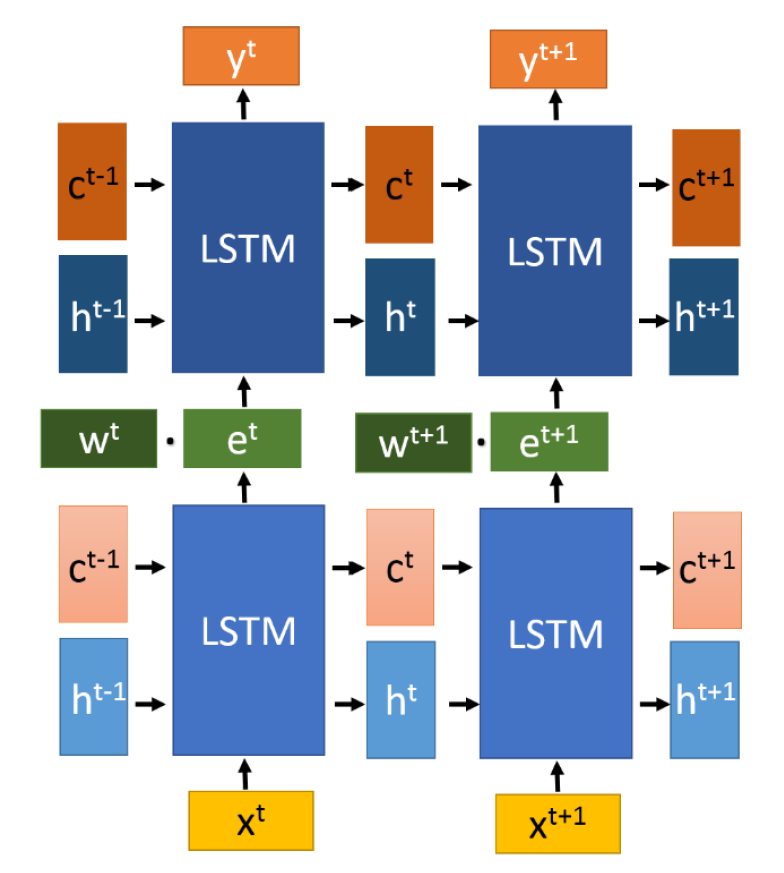 y^t y^t+1
c^t-1 c^t c^t+1
LSTM LSTM
h^t-1 h^t h^t+1
w^t · e^t w^t+1 · e^t+1
c^t-1 c^t c^t+1
LSTM LSTM
h^t-1 h^t h^t+1
x^t x^t+1